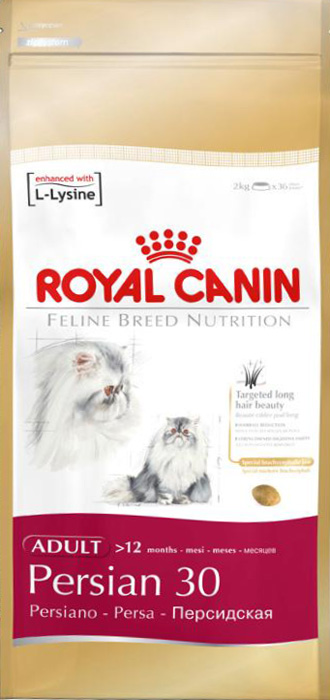 enhanced with
L-Lysine
2kg x36
ROYAL CANIN
FELINE BREED NUTRITION
Targeted long
hair beauty
ADULT >12 months - mesi - meses - месяцев
Persian 30
Persiano - Persa - Персидская